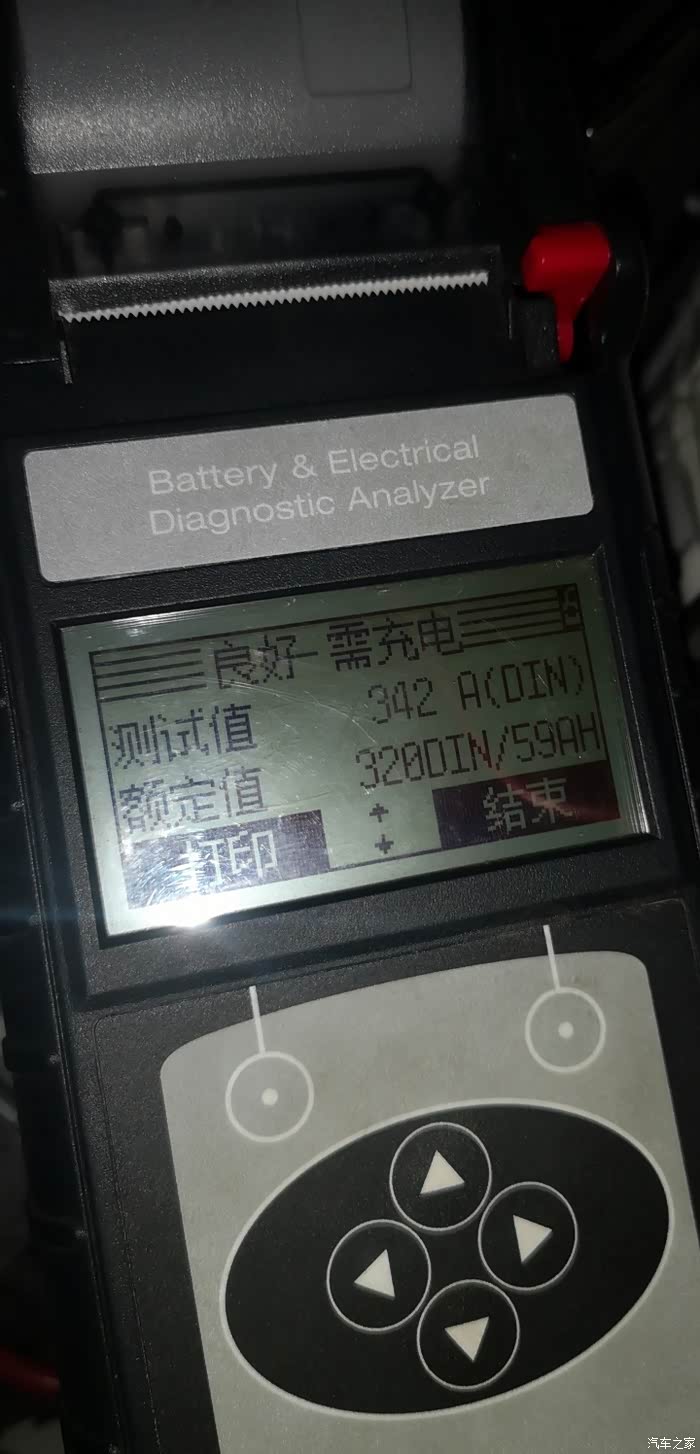 Battery & Electrical
Diagnostic Analyzer
良好-需充电
测试值 342 A(DIN)
额定值 320DIN/59AH
打印 结束
汽车之家